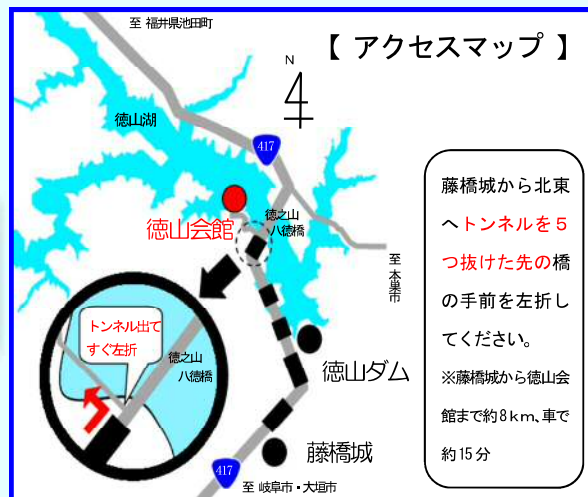 至 福井県池田町
【 アクセスマップ 】
N
徳山湖
417
徳山会館
徳之山
八徳橋
至 本巣市
トンネル出て
すぐ左折
徳之山
八徳橋
徳山ダム
藤橋城
417
至 岐阜市・大垣市
藤橋城から北東
へトンネルを５
つ抜けた先の橋
の手前を左折し
てください。
※藤橋城から徳山会
館まで約8km、車で
約15分